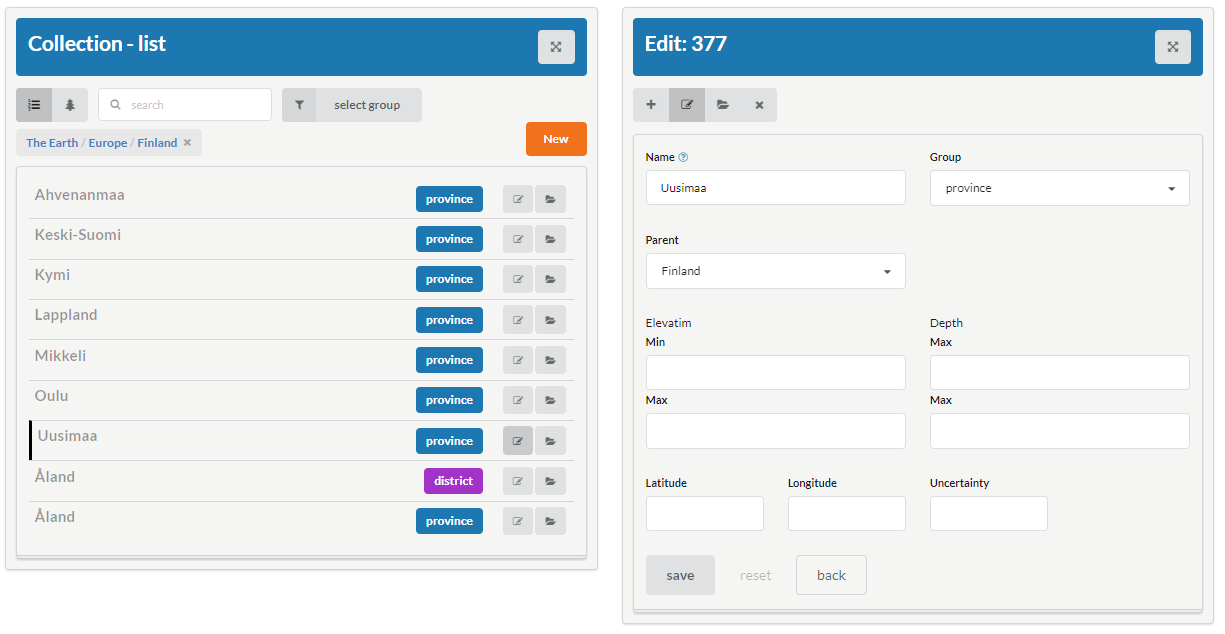 Collection - list
search
select group
The Earth / Europe / Finland ×
New
Ahvenanmaa province
Keski-Suomi province
Kymi province
Lappland province
Mikkeli province
Oulu province
Uusimaa province
Åland district
Åland province
Edit: 377
Name Group
Uusimaa province
Parent
Finland
Elevatim Depth
Min Max
Max Max
Latitude Longitude Uncertainty
save reset back